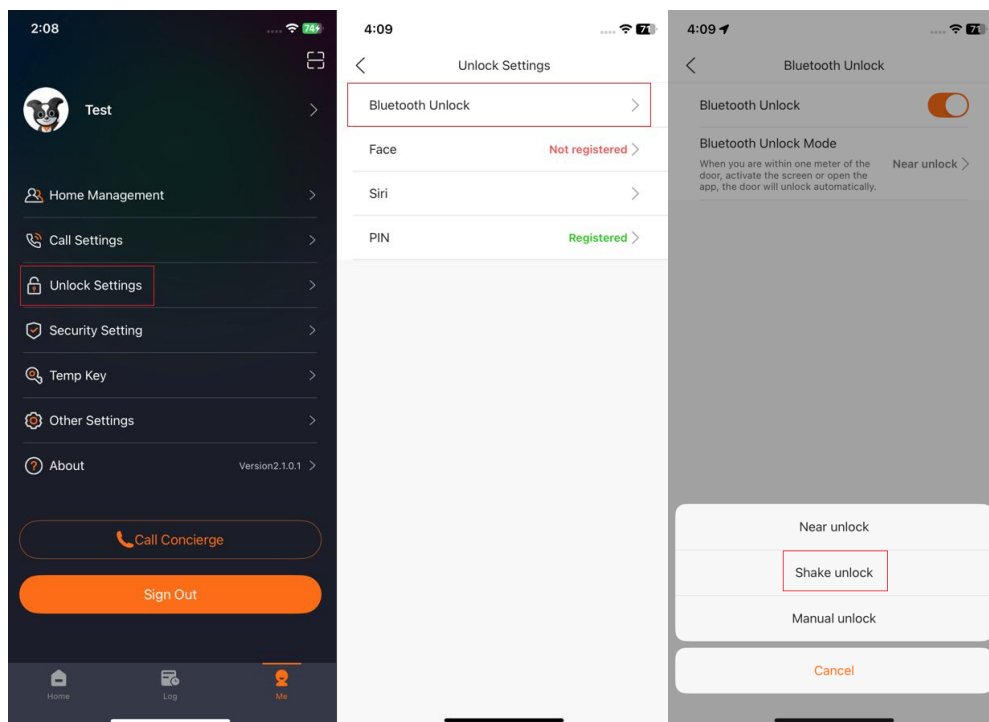 2:08
74
Test
Home Management
Call Settings
Unlock Settings
Security Setting
Temp Key
Other Settings
About
Version2.1.0.1
Call Concierge
Sign Out
Home
Log
Me
4:09
71
Unlock Settings
Bluetooth Unlock
Face
Not registered
Siri
PIN
Registered
4:09
71
Bluetooth Unlock
Bluetooth Unlock
Bluetooth Unlock Mode
When you are within one meter of the
door, activate the screen or open the
app, the door will unlock automatically.
Near unlock
Near unlock
Shake unlock
Manual unlock
Cancel